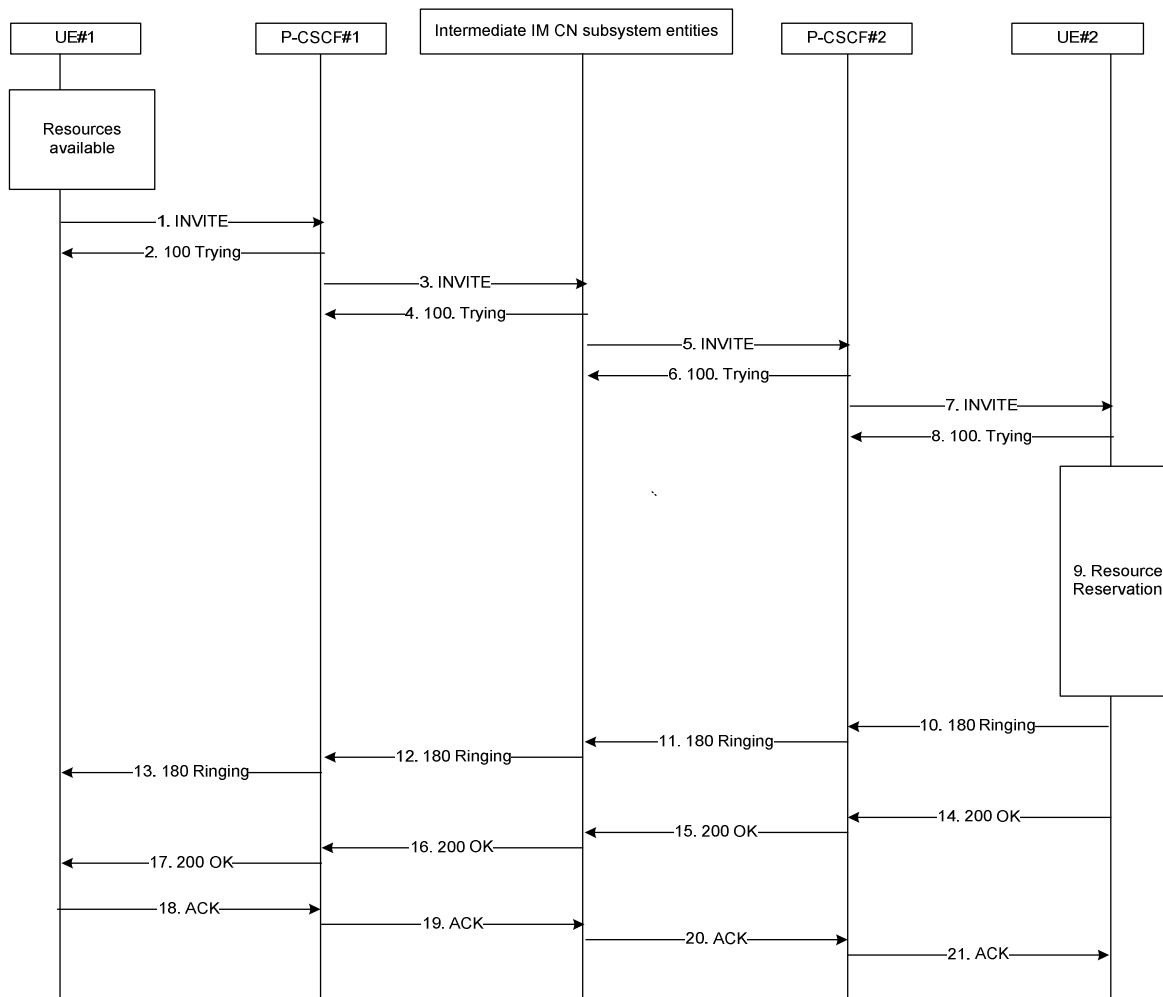 UE#1
P-CSCF#1
Intermediate IM CN subsystem entities
P-CSCF#2
UE#2
Resources
available
1. INVITE
2. 100 Trying
3. INVITE
4. 100. Trying
5. INVITE
6. 100. Trying
7. INVITE
8. 100. Trying
9. Resource
Reservation
10. 180 Ringing
11. 180 Ringing
12. 180 Ringing
13. 180 Ringing
14. 200 OK
15. 200 OK
16. 200 OK
17. 200 OK
18. ACK
19. ACK
20. ACK
21. ACK